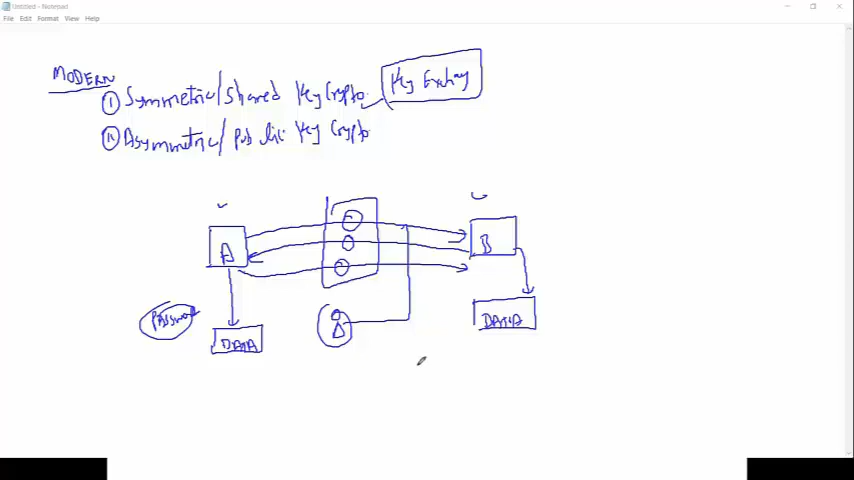 Untitled - Notepad
File Edit Format View Help
MODERN
① Symmetric/Shared Key Crypto
Key Exchang
② Asymmetric/Public Key Crypto
A
B
Password
DATA
DATA